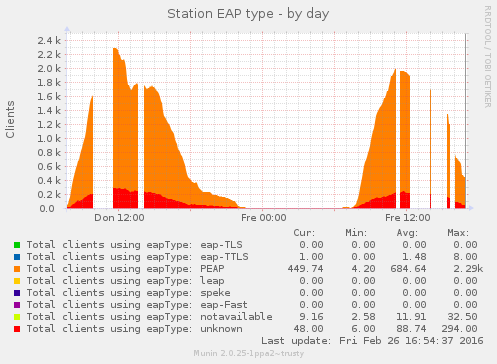 Station EAP type - by day
RRDTOOL / TOBI OETIKER
Clients
2.4 k
2.2 k
2.0 k
1.8 k
1.6 k
1.4 k
1.2 k
1.0 k
0.8 k
0.6 k
0.4 k
0.2 k
0.0
Don 12:00 Fre 00:00 Fre 12:00
Cur: Min: Avg: Max:
Total clients using eapType: eap-TLS 0.00 0.00 0.00 0.00
Total clients using eapType: eap-TTLS 1.00 0.00 1.48 8.00
Total clients using eapType: PEAP 449.74 4.20 684.64 2.29k
Total clients using eapType: leap 0.00 0.00 0.00 0.00
Total clients using eapType: speke 0.00 0.00 0.00 0.00
Total clients using eapType: eap-Fast 0.00 0.00 0.00 0.00
Total clients using eapType: notavailable 9.16 2.58 11.91 32.50
Total clients using eapType: unknown 48.00 6.00 88.74 294.00
Last update: Fri Feb 26 16:54:37 2016
Munin 2.0.25-1ppa2~trusty